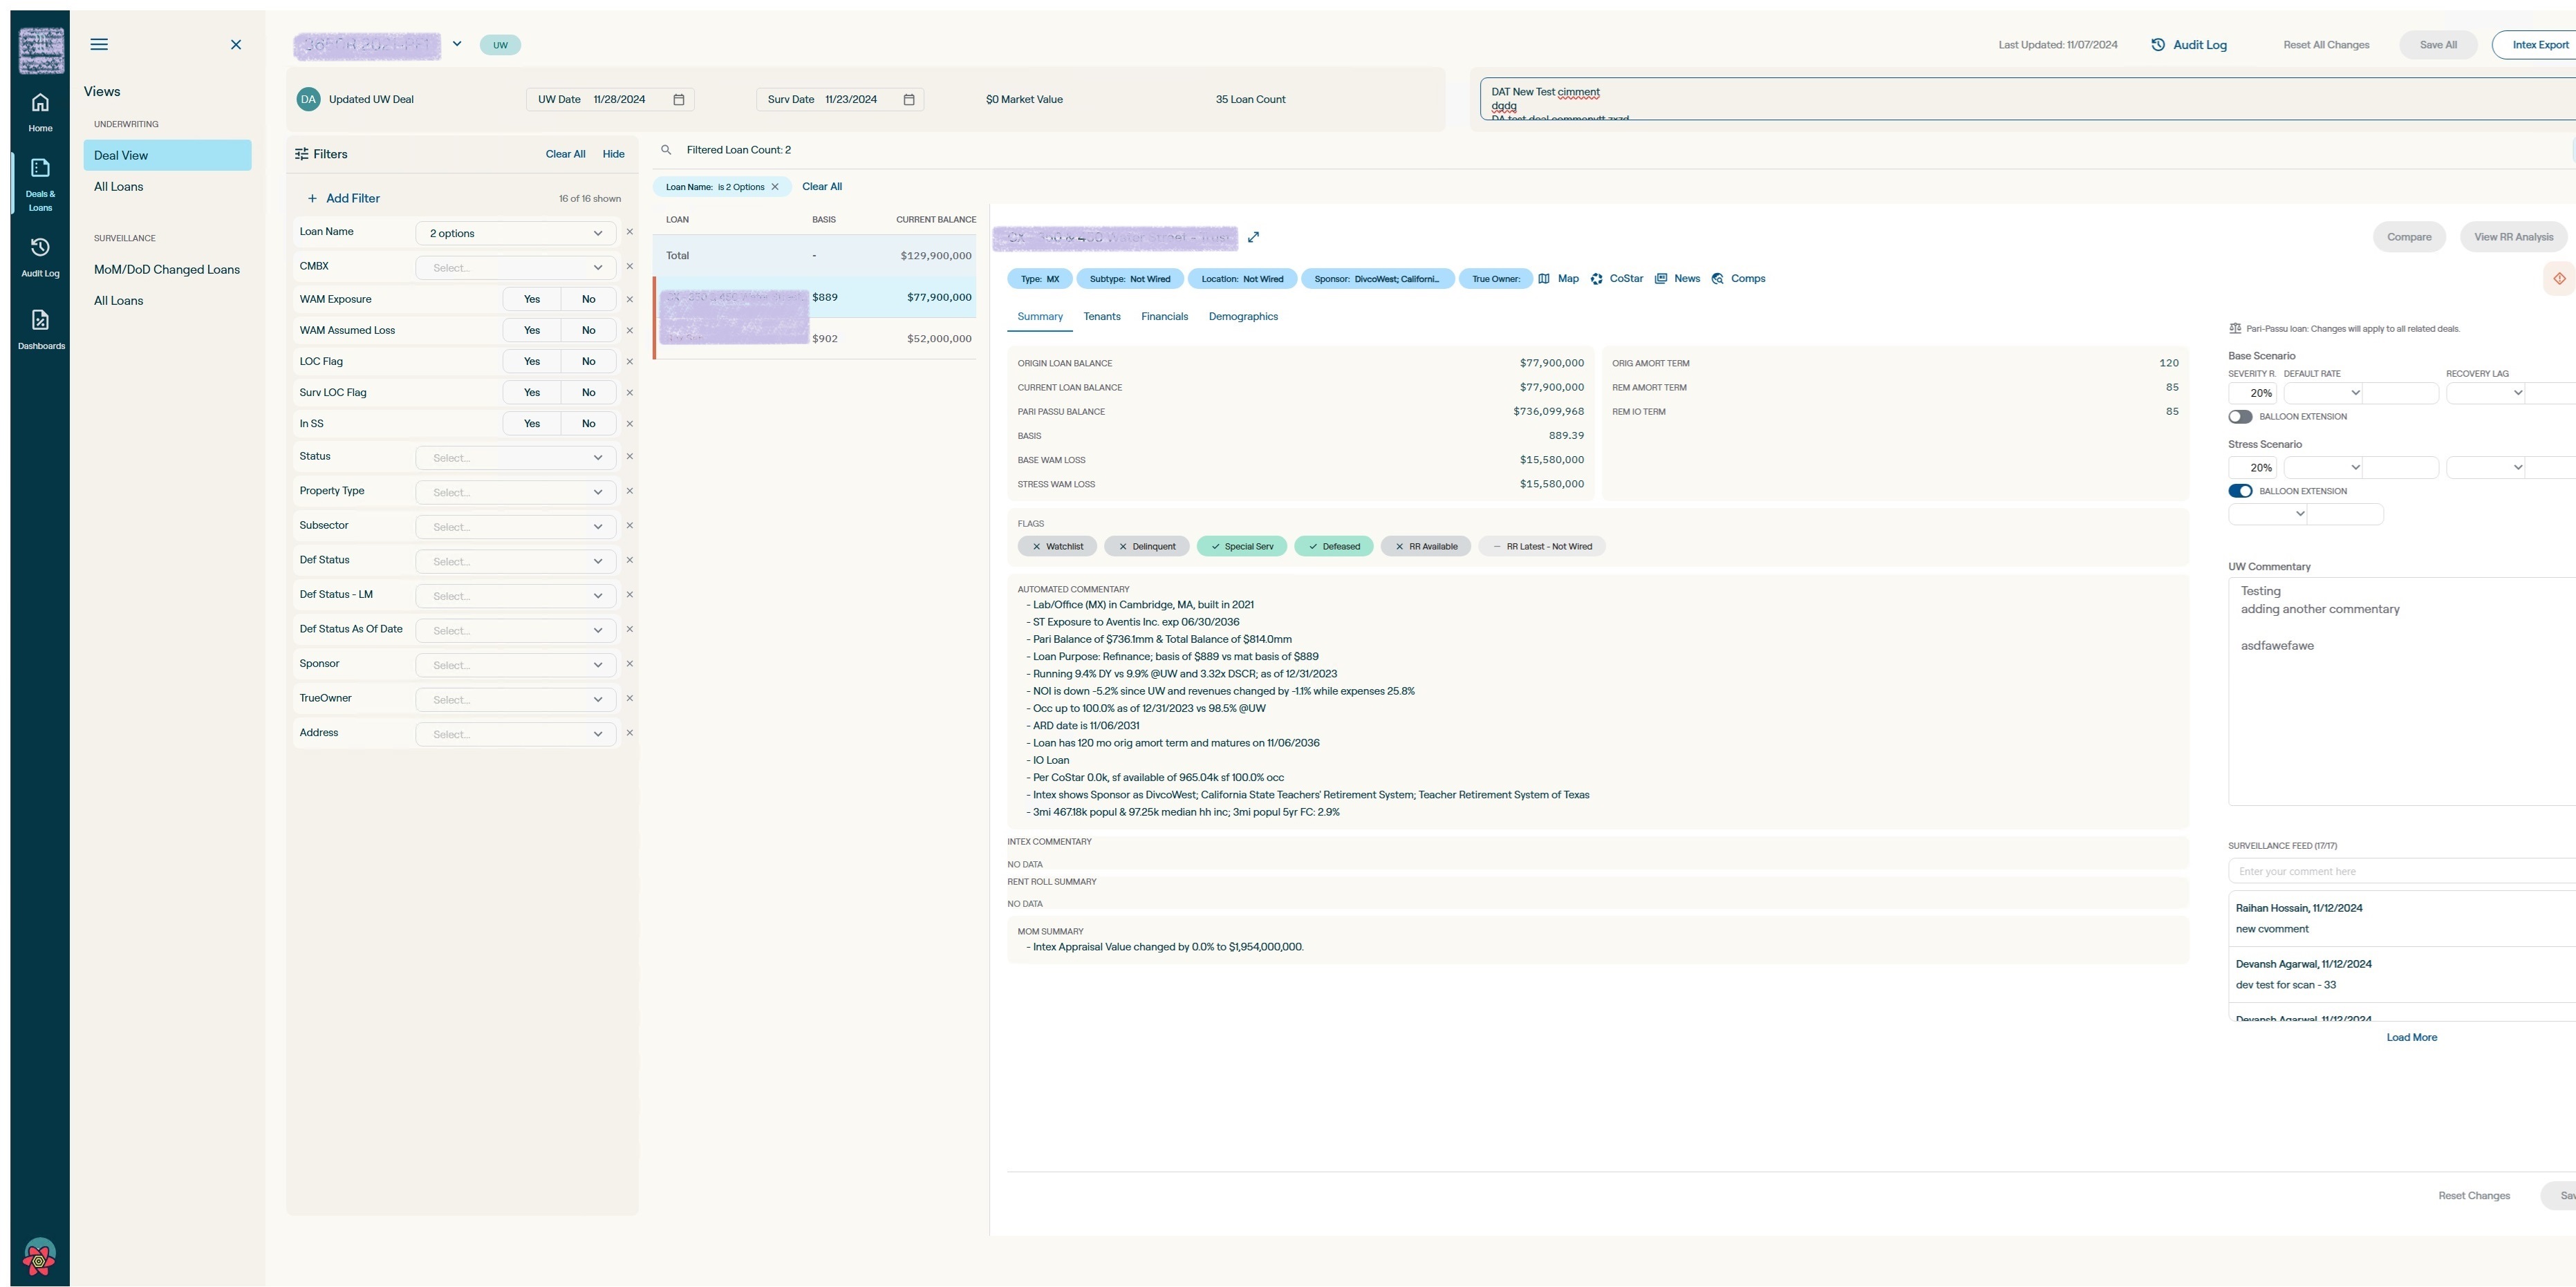 UW
Last Updated: 11/07/2024
Audit Log
Reset All Changes
Save All
Intex Export
Home
Deals & Loans
Audit Log
Dashboards
Views
UNDERWRITING
Deal View
All Loans
SURVEILLANCE
MoM/DoD Changed Loans
All Loans
DA Updated UW Deal
UW Date 11/28/2024
Surv Date 11/23/2024
$0 Market Value
35 Loan Count
DAT New Test cimment
dgdg
DA test deal commenytt zxzd
Filters
Clear All
Hide
Add Filter
16 of 16 shown
Loan Name 2 options
CMBX Select...
WAM Exposure Yes No
WAM Assumed Loss Yes No
LOC Flag Yes No
Surv LOC Flag Yes No
In SS Yes No
Status Select...
Property Type Select...
Subsector Select...
Def Status Select...
Def Status - LM Select...
Def Status As Of Date Select...
Sponsor Select...
TrueOwner Select...
Address Select...
Filtered Loan Count: 2
Loan Name: is 2 Options
Clear All
LOAN BASIS CURRENT BALANCE
Total - $129,900,000
$889 $77,900,000
$902 $52,000,000
Compare
View RR Analysis
Type: MX
Subtype: Not Wired
Location: Not Wired
Sponsor: DivcoWest; Californi...
True Owner:
Map
CoStar
News
Comps
Summary
Tenants
Financials
Demographics
ORIGIN LOAN BALANCE $77,900,000
CURRENT LOAN BALANCE $77,900,000
PARI PASSU BALANCE $736,099,968
BASIS 889.39
BASE WAM LOSS $15,580,000
STRESS WAM LOSS $15,580,000
ORIG AMORT TERM 120
REM AMORT TERM 85
REM IO TERM 85
FLAGS
Watchlist
Delinquent
Special Serv
Defeased
RR Available
RR Latest - Not Wired
AUTOMATED COMMENTARY
- Lab/Office (MX) in Cambridge, MA, built in 2021
- ST Exposure to Aventis Inc. exp 06/30/2036
- Pari Balance of $736.1mm & Total Balance of $814.0mm
- Loan Purpose: Refinance; basis of $889 vs mat basis of $889
- Running 9.4% DY vs 9.9% @UW and 3.32x DSCR; as of 12/31/2023
- NOI is down -5.2% since UW and revenues changed by -1.1% while expenses 25.8%
- Occ up to 100.0% as of 12/31/2023 vs 98.5% @UW
- ARD date is 11/06/2031
- Loan has 120 mo orig amort term and matures on 11/06/2036
- IO Loan
- Per CoStar 0.0k, sf available of 965.04k sf 100.0% occ
- Intex shows Sponsor as DivcoWest; California State Teachers' Retirement System; Teacher Retirement System of Texas
- 3mi 467.18k popul & 97.25k median hh inc; 3mi popul 5yr FC: 2.9%
INTEX COMMENTARY
NO DATA
RENT ROLL SUMMARY
NO DATA
MOM SUMMARY
- Intex Appraisal Value changed by 0.0% to $1,954,000,000.
Pari-Passu loan: Changes will apply to all related deals.
Base Scenario
SEVERITY R. DEFAULT RATE RECOVERY LAG
20%
BALLOON EXTENSION
Stress Scenario
20%
BALLOON EXTENSION
UW Commentary
Testing
adding another commentary
asdfawefawe
SURVEILLANCE FEED (17/17)
Enter your comment here
Raihan Hossain, 11/12/2024
new cvomment
Devansh Agarwal, 11/12/2024
dev test for scan - 33
Devansh Agarwal, 11/12/2024
Load More
Reset Changes
Sav